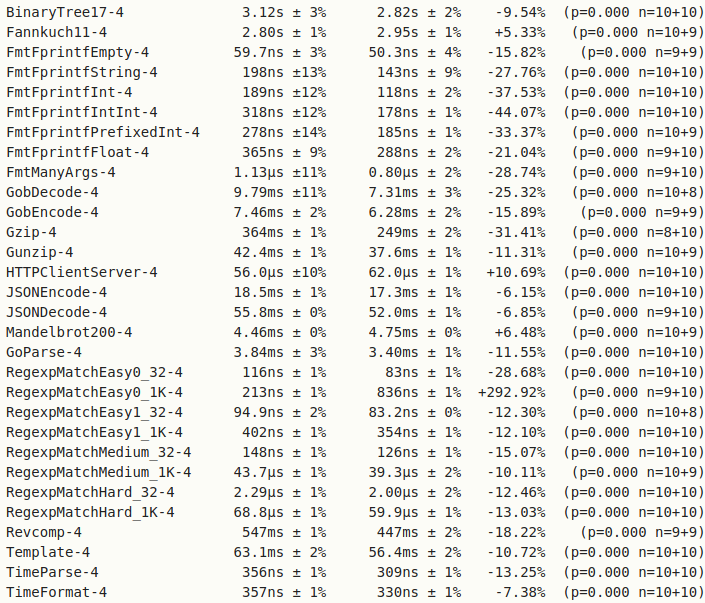 BinaryTree17-4 3.12s ± 3% 2.82s ± 2% -9.54% (p=0.000 n=10+10)
Fannkuch11-4 2.80s ± 1% 2.95s ± 1% +5.33% (p=0.000 n=10+9)
FmtFprintfEmpty-4 59.7ns ± 3% 50.3ns ± 4% -15.82% (p=0.000 n=9+9)
FmtFprintfString-4 198ns ±13% 143ns ± 9% -27.76% (p=0.000 n=10+10)
FmtFprintfInt-4 189ns ±12% 118ns ± 2% -37.53% (p=0.000 n=10+10)
FmtFprintfIntInt-4 318ns ±12% 178ns ± 1% -44.07% (p=0.000 n=10+10)
FmtFprintfPrefixedInt-4 278ns ±14% 185ns ± 1% -33.37% (p=0.000 n=10+9)
FmtFprintfFloat-4 365ns ± 9% 288ns ± 2% -21.04% (p=0.000 n=9+10)
FmtManyArgs-4 1.13µs ±11% 0.80µs ± 2% -28.74% (p=0.000 n=9+10)
GobDecode-4 9.79ms ±11% 7.31ms ± 3% -25.32% (p=0.000 n=10+8)
GobEncode-4 7.46ms ± 2% 6.28ms ± 2% -15.89% (p=0.000 n=9+9)
Gzip-4 364ms ± 1% 249ms ± 2% -31.41% (p=0.000 n=8+10)
Gunzip-4 42.4ms ± 1% 37.6ms ± 1% -11.31% (p=0.000 n=10+9)
HTTPClientServer-4 56.0µs ±10% 62.0µs ± 1% +10.69% (p=0.000 n=10+10)
JSONEncode-4 18.5ms ± 1% 17.3ms ± 1% -6.15% (p=0.000 n=10+10)
JSONDecode-4 55.8ms ± 0% 52.0ms ± 1% -6.85% (p=0.000 n=9+10)
Mandelbrot200-4 4.46ms ± 0% 4.75ms ± 0% +6.48% (p=0.000 n=10+9)
GoParse-4 3.84ms ± 3% 3.40ms ± 1% -11.55% (p=0.000 n=10+10)
RegexpMatchEasy0_32-4 116ns ± 1% 83ns ± 1% -28.68% (p=0.000 n=10+10)
RegexpMatchEasy0_1K-4 213ns ± 1% 836ns ± 1% +292.92% (p=0.000 n=9+10)
RegexpMatchEasy1_32-4 94.9ns ± 2% 83.2ns ± 0% -12.30% (p=0.000 n=10+8)
RegexpMatchEasy1_1K-4 402ns ± 1% 354ns ± 1% -12.10% (p=0.000 n=10+10)
RegexpMatchMedium_32-4 148ns ± 1% 126ns ± 1% -15.07% (p=0.000 n=10+10)
RegexpMatchMedium_1K-4 43.7µs ± 1% 39.3µs ± 2% -10.11% (p=0.000 n=10+9)
RegexpMatchHard_32-4 2.29µs ± 1% 2.00µs ± 2% -12.46% (p=0.000 n=10+10)
RegexpMatchHard_1K-4 68.8µs ± 1% 59.9µs ± 1% -13.03% (p=0.000 n=10+10)
Revcomp-4 547ms ± 1% 447ms ± 2% -18.22% (p=0.000 n=9+9)
Template-4 63.1ms ± 2% 56.4ms ± 2% -10.72% (p=0.000 n=10+10)
TimeParse-4 356ns ± 1% 309ns ± 1% -13.25% (p=0.000 n=10+10)
TimeFormat-4 357ns ± 1% 330ns ± 1% -7.38% (p=0.000 n=10+10)